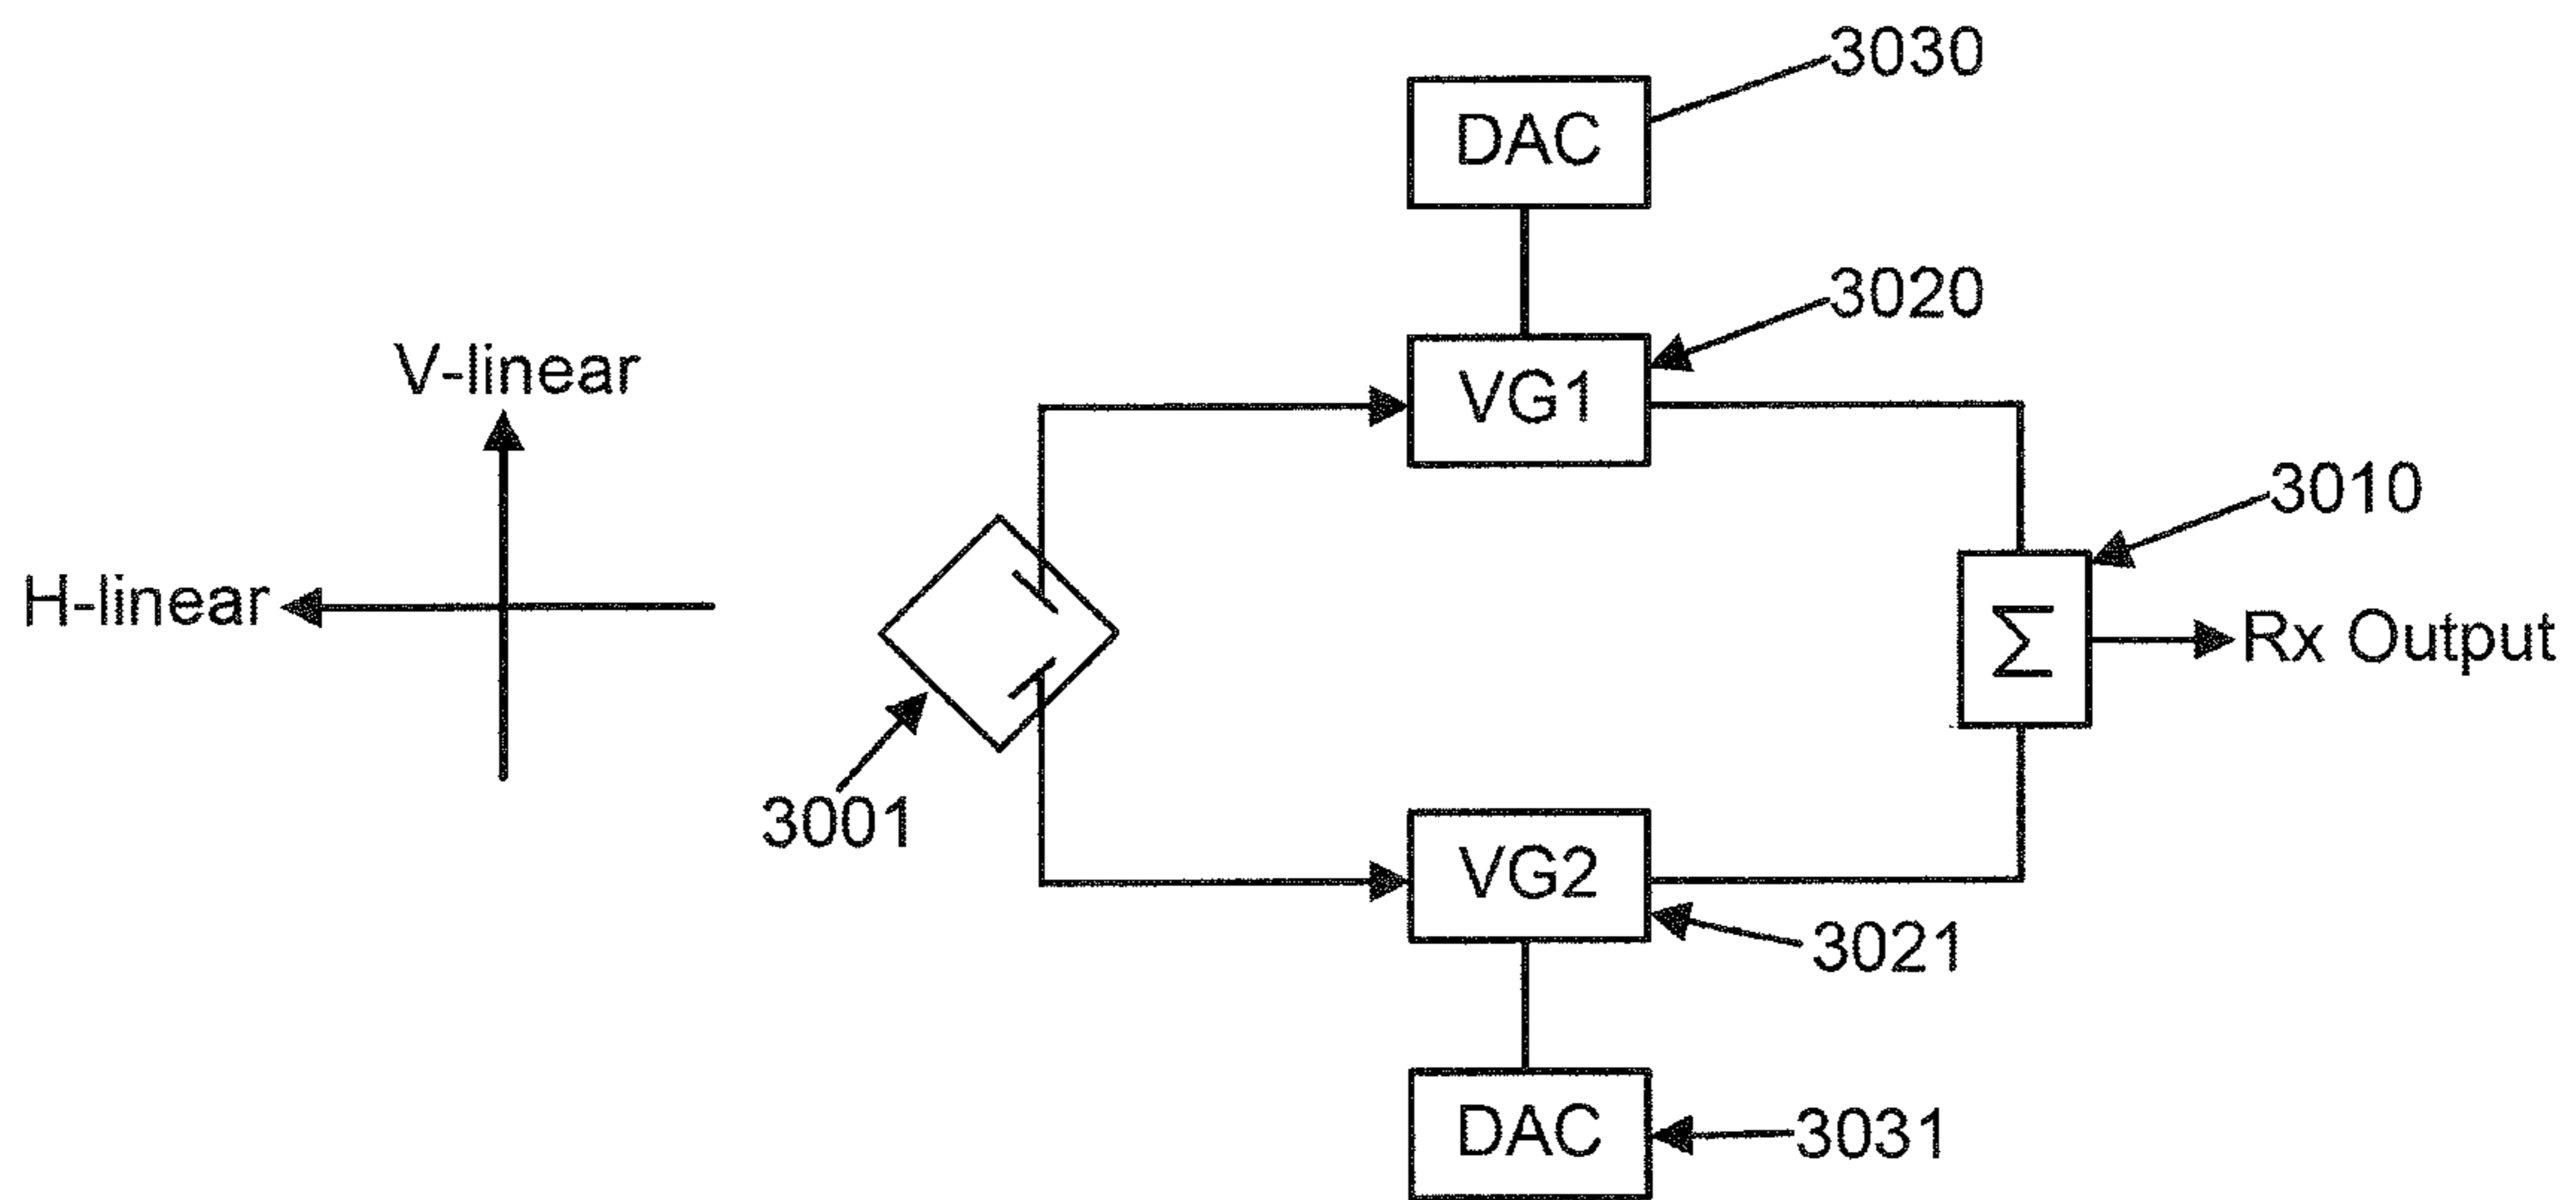 3030
DAC
3020
V-linear
VG1
3010
H-linear
Σ
Rx Output
3001
VG2
3021
DAC
3031